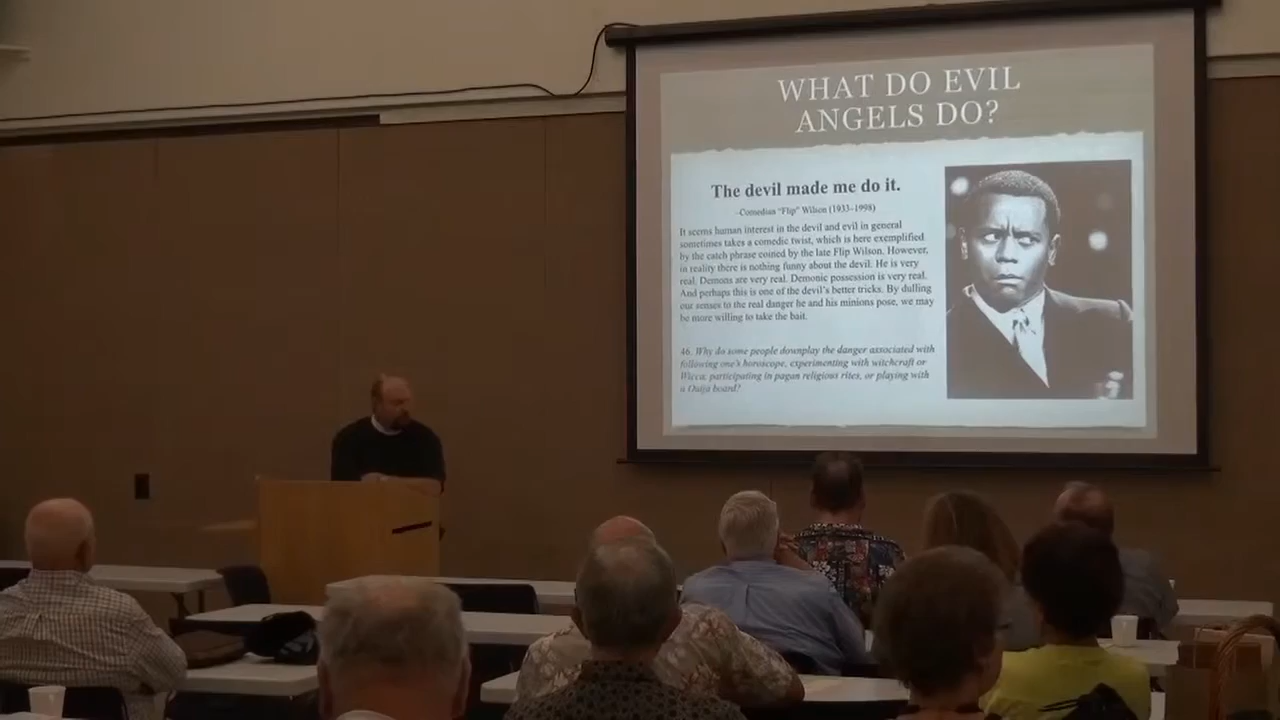 WHAT DO EVIL
ANGELS DO?
The devil made me do it.
–Comedian "Flip" Wilson (1933–1998)
It seems human interest in the devil and evil in general
sometimes takes a comedic twist, which is here exemplified
by the catch phrase coined by the late Flip Wilson. However,
in reality there is nothing funny about the devil. He is very
real. Demons are very real. Demonic possession is very real.
And perhaps this is one of the devil's better tricks. By dulling
our senses to the real danger he and his minions pose, we may
be more willing to take the bait.
46. Why do some people downplay the danger associated with
following one's horoscope, experimenting with witchcraft or
Wicca, participating in pagan religious rites, or playing with
a Ouija board?